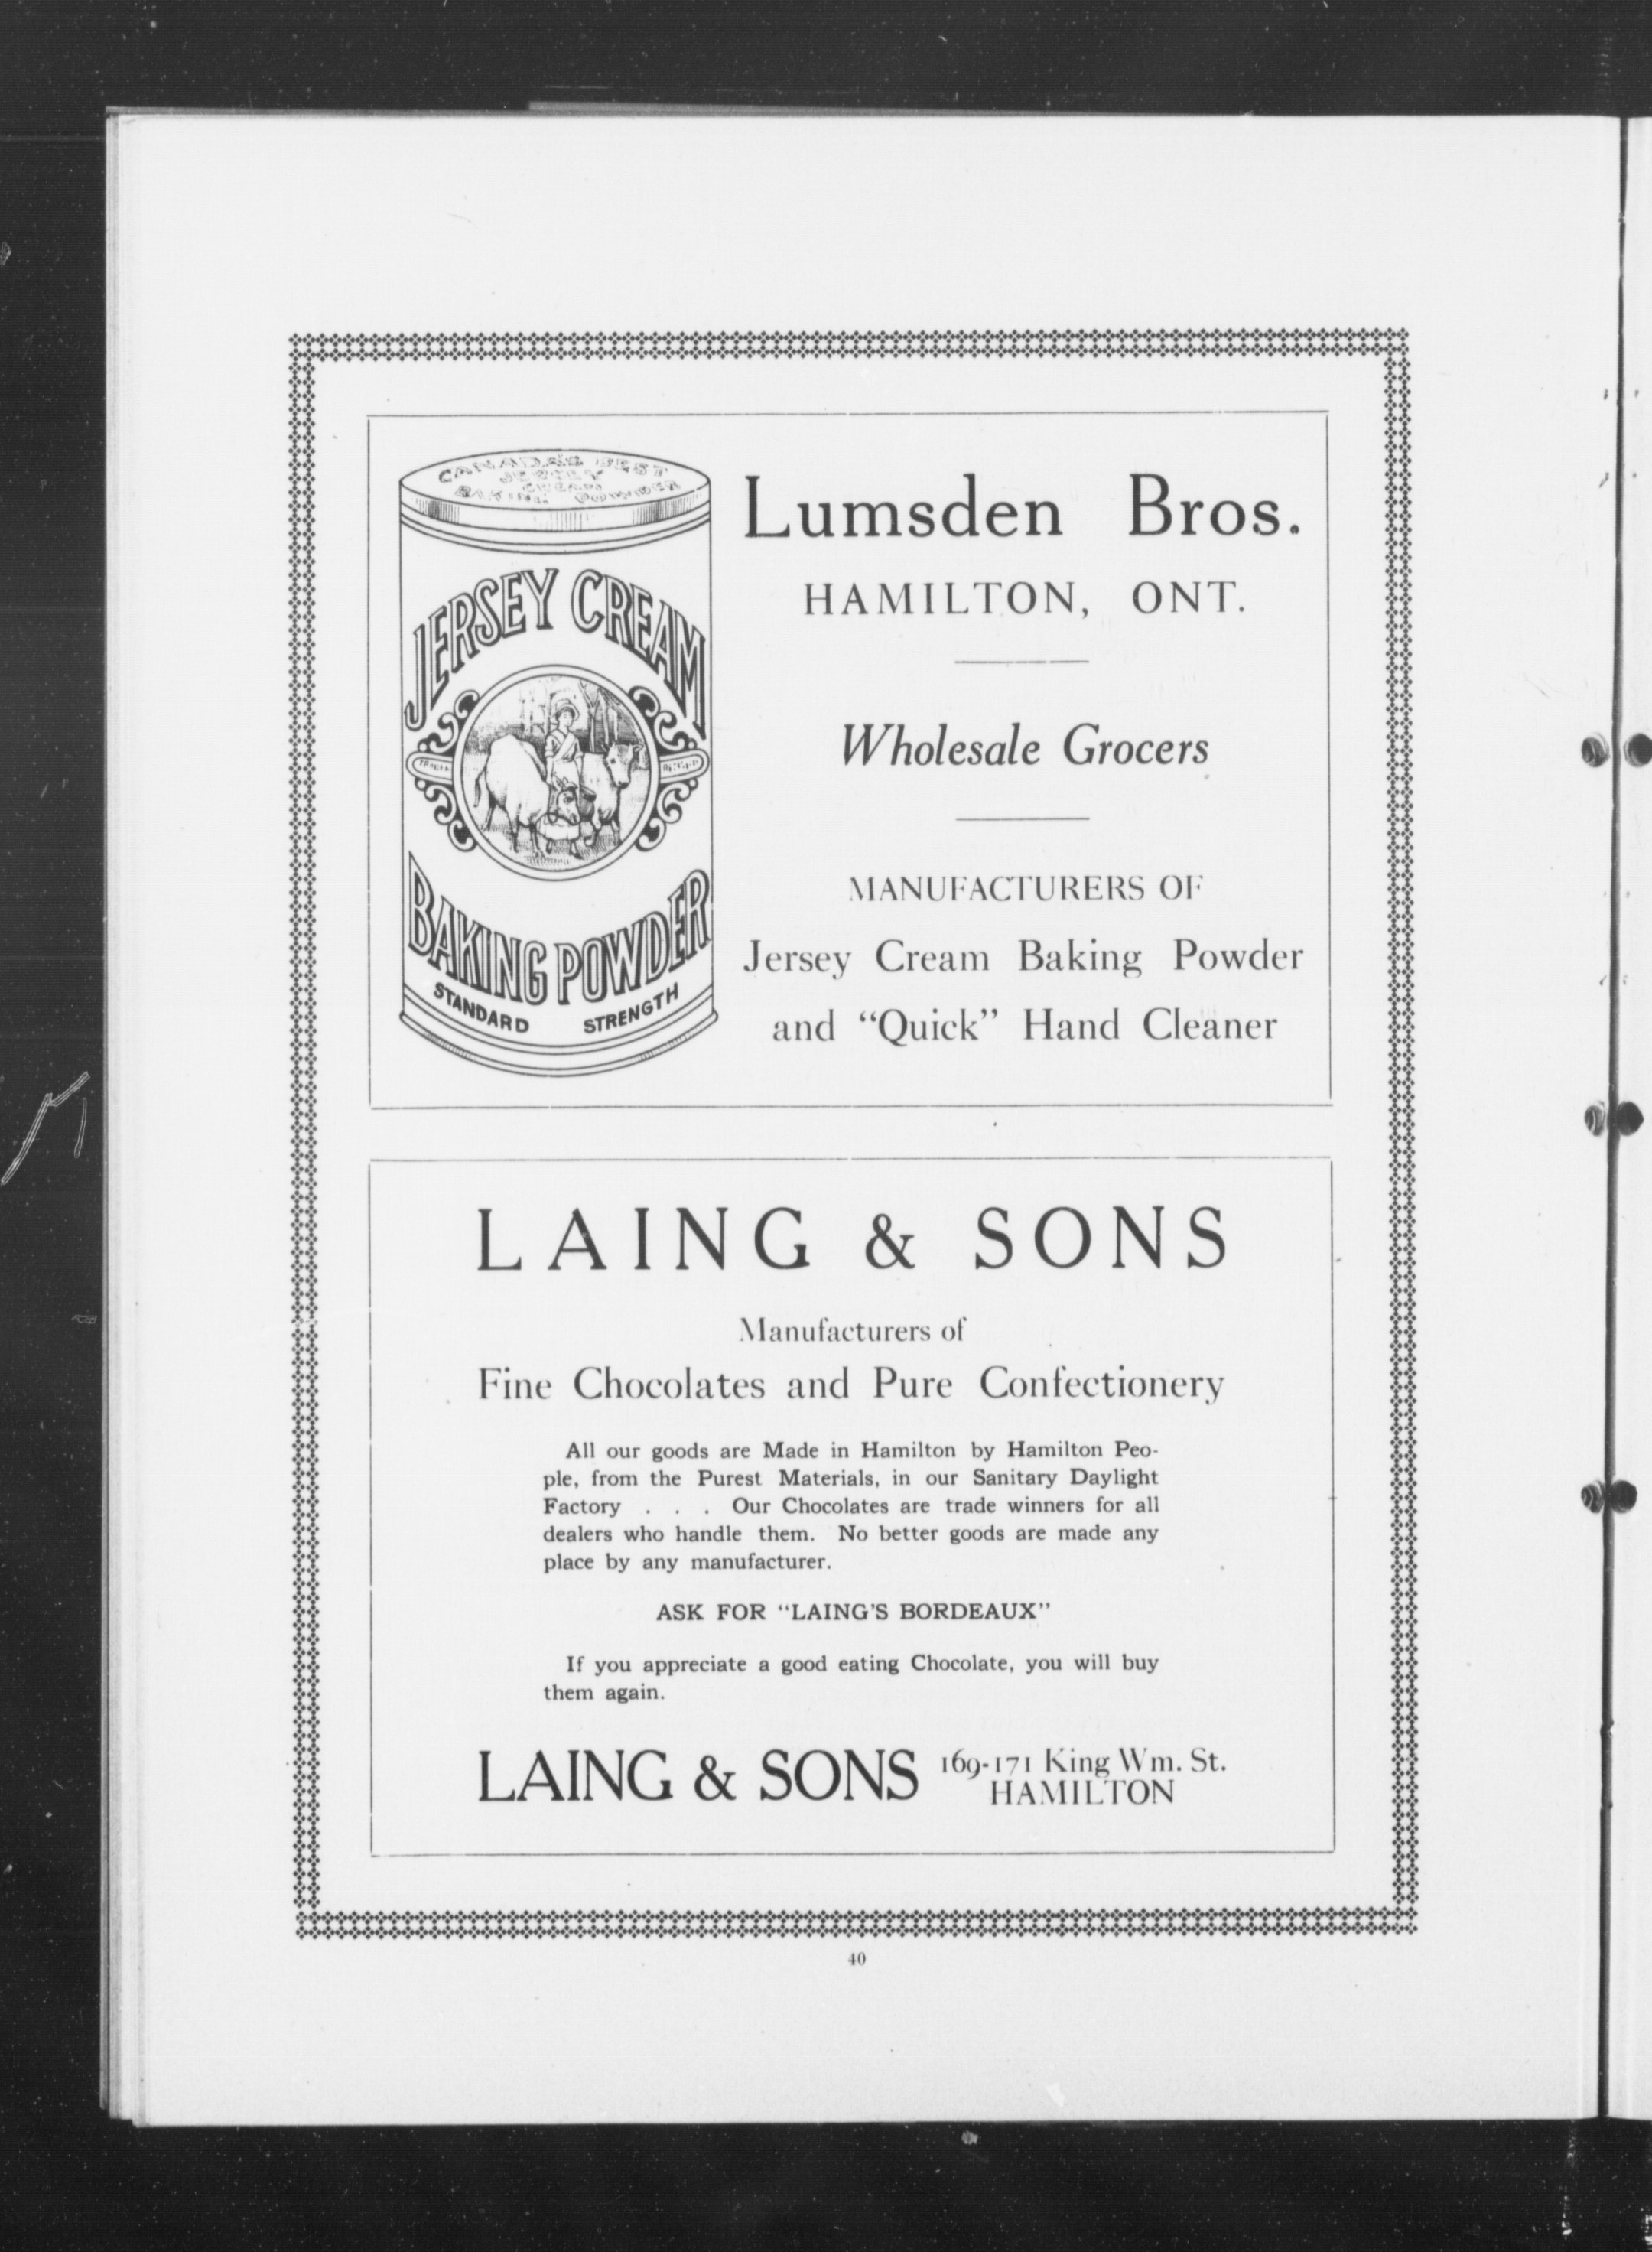 CANADA'S BEST
JERSEY
CREAM
BAKING POWDER
JERSEY CREAM
TRADE
BAKING POWDER
STANDARD STRENGTH
Lumsden Bros.
HAMILTON, ONT.
Wholesale Grocers
MANUFACTURERS OF
Jersey Cream Baking Powder
and “Quick” Hand Cleaner
LAING & SONS
Manufacturers of
Fine Chocolates and Pure Confectionery
All our goods are Made in Hamilton by Hamilton Peo-
ple, from the Purest Materials, in our Sanitary Daylight
Factory . . . Our Chocolates are trade winners for all
dealers who handle them. No better goods are made any
place by any manufacturer.
ASK FOR “LAING'S BORDEAUX”
If you appreciate a good eating Chocolate, you will buy
them again.
LAING & SONS 169-171 King Wm. St.
HAMILTON
40